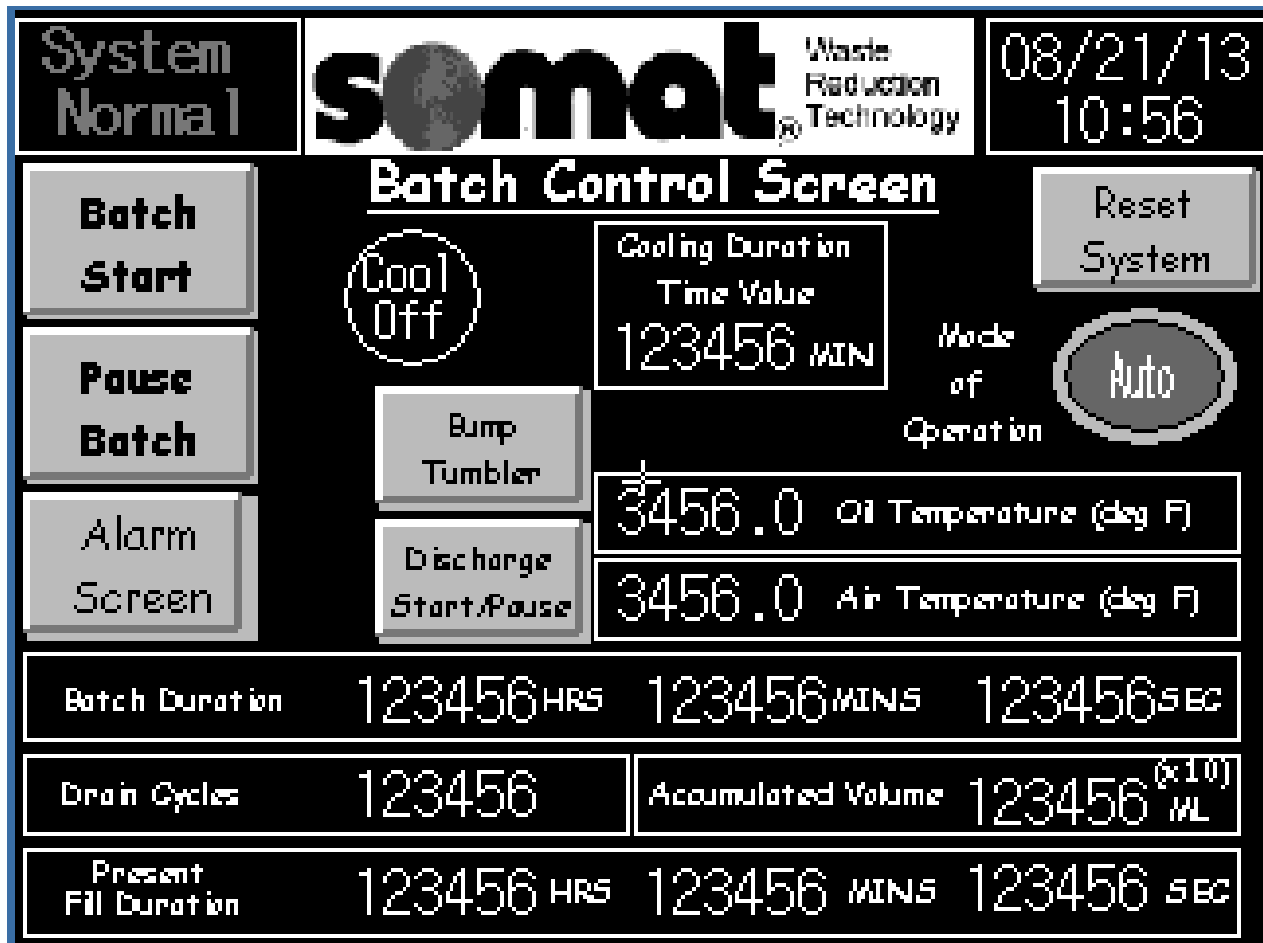 System
Normal
somat®
Waste
Reduction
Technology
08/21/13
10:56
Batch Control Screen
Batch
Start
Reset
System
Cool
Off
Cooling Duration
Time Value
123456 MIN
Mode
of
Operation
Auto
Pause
Batch
Bump
Tumbler
3456.0 Oil Temperature (deg F)
Alarm
Screen
Discharge
Start/Pause
3456.0 Air Temperature (deg F)
Batch Duration 123456 HRS 123456 MINS 123456 SEC
Drain Cycles 123456
Accumulated Volume 123456 (x10) ML
Present
Fill Duration 123456 HRS 123456 MINS 123456 SEC